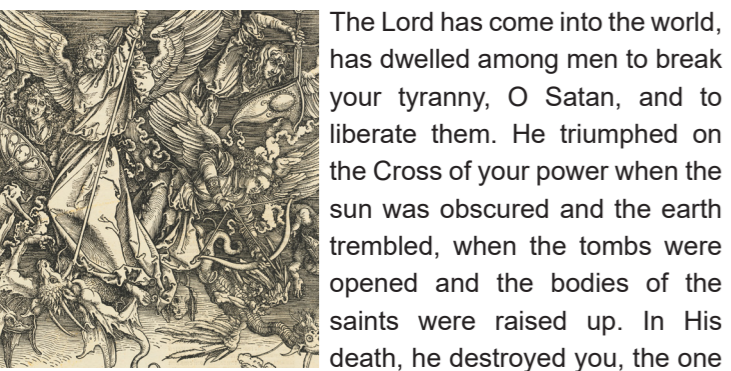 The Lord has come into the world,
has dwelled among men to break
your tyranny, O Satan, and to
liberate them. He triumphed on
the Cross of your power when the
sun was obscured and the earth
trembled, when the tombs were
opened and the bodies of the
saints were raised up. In His
death, he destroyed you, the one